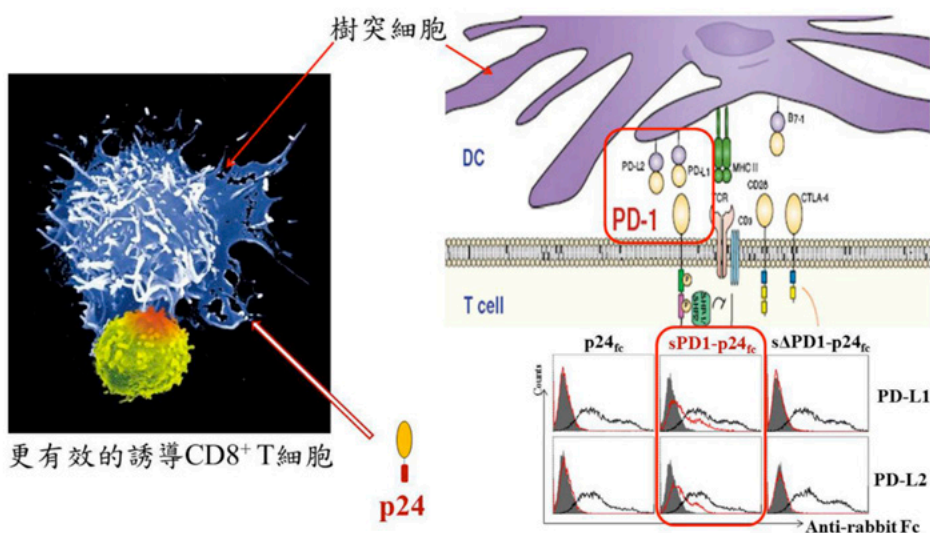 樹突細胞
DC
B7-1
PD-L2
PD-L1
MHC II
CD28
CTLA-4
PD-1
TCR
CD3
T cell
P
P
p24fc
sPD1-p24fc
sΔPD1-p24fc
Counts
PD-L1
PD-L2
Anti-rabbit Fc
更有效的誘導CD8+ T細胞
p24